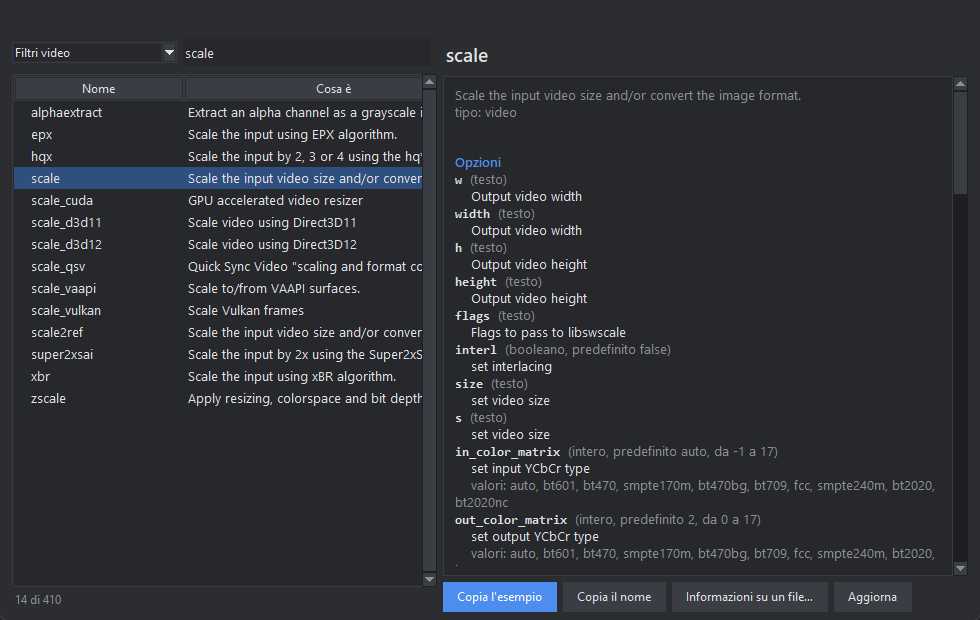 Filtri video
scale
Nome Cosa è
alphaextract Extract an alpha channel as a grayscale i
epx Scale the input using EPX algorithm.
hqx Scale the input by 2, 3 or 4 using the hq*
scale Scale the input video size and/or conver
scale_cuda GPU accelerated video resizer
scale_d3d11 Scale video using Direct3D11
scale_d3d12 Scale video using Direct3D12
scale_qsv Quick Sync Video "scaling and format co
scale_vaapi Scale to/from VAAPI surfaces.
scale_vulkan Scale Vulkan frames
scale2ref Scale the input video size and/or conver
super2xsai Scale the input by 2x using the Super2xS
xbr Scale the input using xBR algorithm.
zscale Apply resizing, colorspace and bit depth
14 di 410
scale
Scale the input video size and/or convert the image format.
tipo: video
Opzioni
w (testo)
Output video width
width (testo)
Output video width
h (testo)
Output video height
height (testo)
Output video height
flags (testo)
Flags to pass to libswscale
interl (booleano, predefinito false)
set interlacing
size (testo)
set video size
s (testo)
set video size
in_color_matrix (intero, predefinito auto, da -1 a 17)
set input YCbCr type
valori: auto, bt601, bt470, smpte170m, bt470bg, bt709, fcc, smpte240m, bt2020,
bt2020nc
out_color_matrix (intero, predefinito 2, da 0 a 17)
set output YCbCr type
valori: auto, bt601, bt470, smpte170m, bt470bg, bt709, fcc, smpte240m, bt2020,
Copia l'esempio Copia il nome Informazioni su un file... Aggiorna